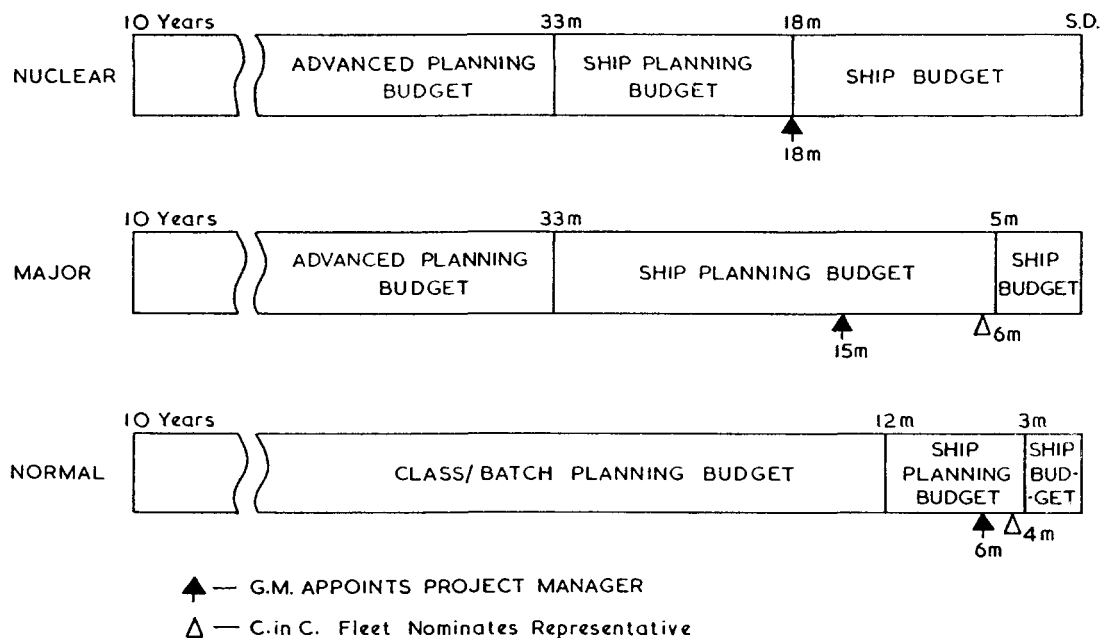 10 Years 33m 18m S.D.
NUCLEAR
ADVANCED PLANNING
BUDGET
SHIP PLANNING
BUDGET
SHIP BUDGET
18m
10 Years 33m 5m
MAJOR
ADVANCED PLANNING
BUDGET
SHIP PLANNING BUDGET
SHIP
BUDGET
15m
6m
10 Years 12m 3m
NORMAL
CLASS/BATCH PLANNING BUDGET
SHIP
PLANNING
BUDGET
SHIP
BUD-
-GET
6m
4m
— G.M. APPOINTS PROJECT MANAGER
— C.in C. Fleet Nominates Representative